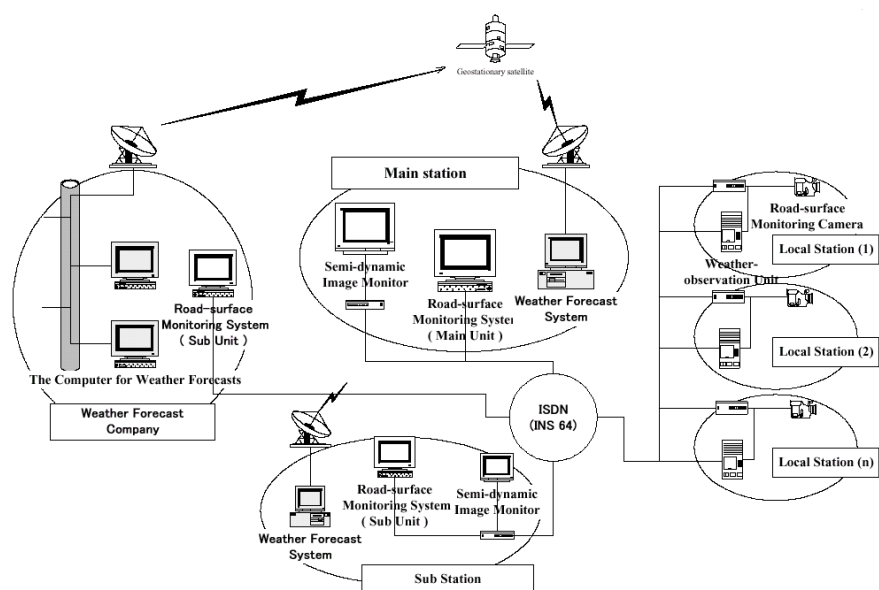 Geostationary satellite
Main station
Semi-dynamic
Image Monitor
Road-surface
Monitoring System
( Main Unit )
Weather Forecast
System
Road-surface
Monitoring System
( Sub Unit )
The Computer for Weather Forecasts
Weather Forecast
Company
ISDN
(INS 64)
Road-surface
Monitoring Camera
Local Station (1)
Weather-
observation Unit
Local Station (2)
Local Station (n)
Road-surface
Monitoring System
( Sub Unit )
Semi-dynamic
Image Monitor
Weather Forecast
System
Sub Station